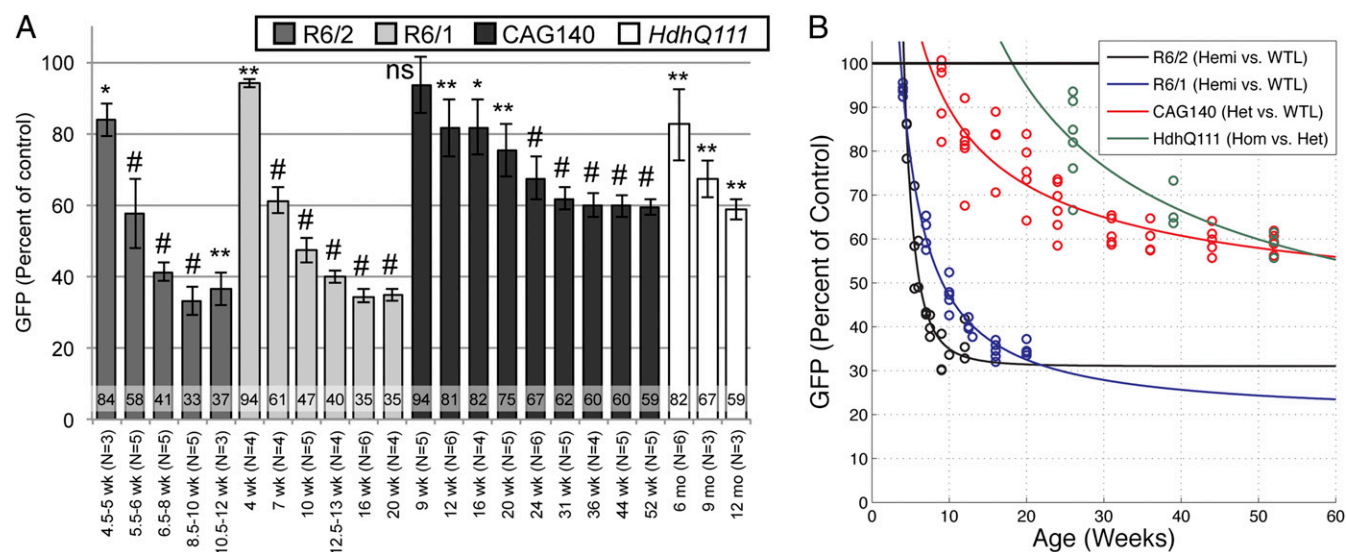 A
R6/2 R6/1 CAG140 HdhQ111
GFP (Percent of control)
100
80
60
40
20
0
* # # # ** ** # # # # # ns ** * ** # # # # # ** ** **
84 58 41 33 37 94 61 47 40 35 35 94 81 82 75 67 62 60 60 59 82 67 59
4.5-5 wk (N=3)
5.5-6 wk (N=5)
6.5-8 wk (N=5)
8.5-10 wk (N=5)
10.5-12 wk (N=3)
4 wk (N=4)
7 wk (N=4)
10 wk (N=5)
12.5-13 wk (N=4)
16 wk (N=6)
20 wk (N=4)
9 wk (N=5)
12 wk (N=6)
16 wk (N=4)
20 wk (N=5)
24 wk (N=6)
31 wk (N=5)
36 wk (N=4)
44 wk (N=5)
52 wk (N=5)
6 mo (N=6)
9 mo (N=3)
12 mo (N=3)
B
R6/2 (Hemi vs. WTL)
R6/1 (Hemi vs. WTL)
CAG140 (Het vs. WTL)
HdhQ111 (Hom vs. Het)
GFP (Percent of Control)
100
90
80
70
60
50
40
30
20
10
0 10 20 30 40 50 60
Age (Weeks)